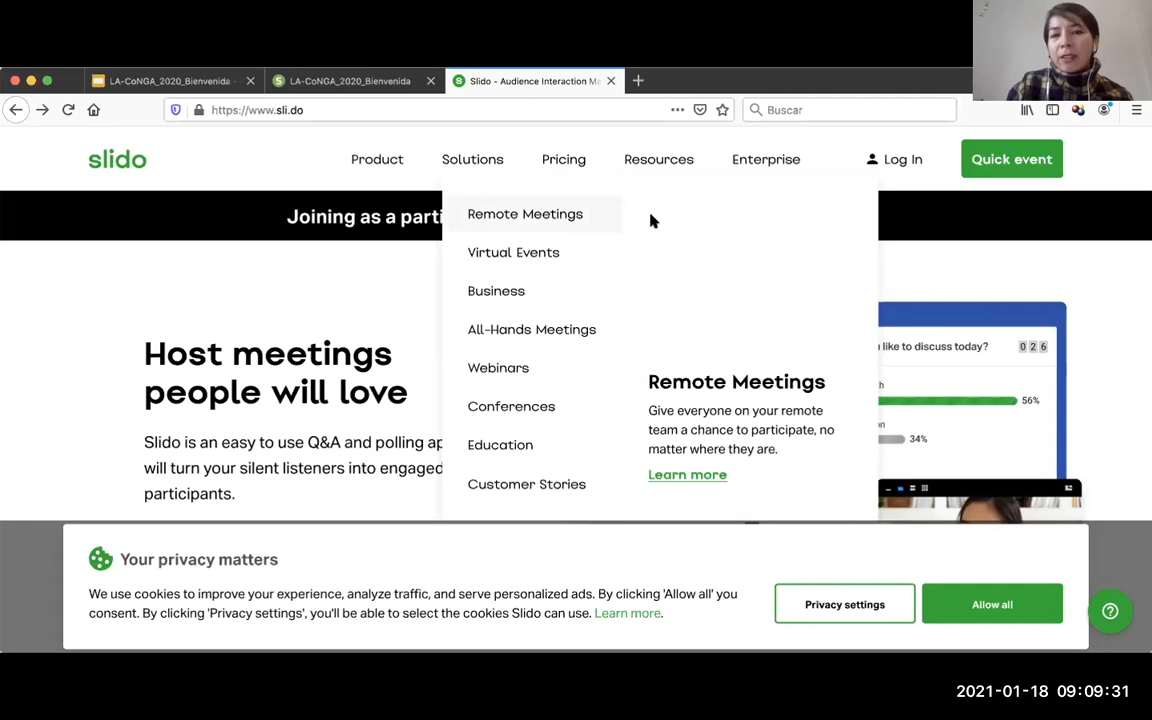 LA-CoNGA_2020_Bienvenida -
LA-CoNGA_2020_Bienvenida
Slido - Audience Interaction Ma
https://www.sli.do
Buscar
slido
Product
Solutions
Pricing
Resources
Enterprise
Log In
Quick event
Joining as a parti
Remote Meetings
Virtual Events
Business
All-Hands Meetings
Webinars
Conferences
Education
Customer Stories
Remote Meetings
Give everyone on your remote
team a chance to participate, no
matter where they are.
Learn more
Host meetings
people will love
Slido is an easy to use Q&A and polling ap
will turn your silent listeners into engaged
participants.
like to discuss today?
0 2 6
56%
34%
Your privacy matters
We use cookies to improve your experience, analyze traffic, and serve personalized ads. By clicking 'Allow all' you
consent. By clicking 'Privacy settings', you'll be able to select the cookies Slido can use. Learn more.
Privacy settings
Allow all
2021-01-18 09:09:31